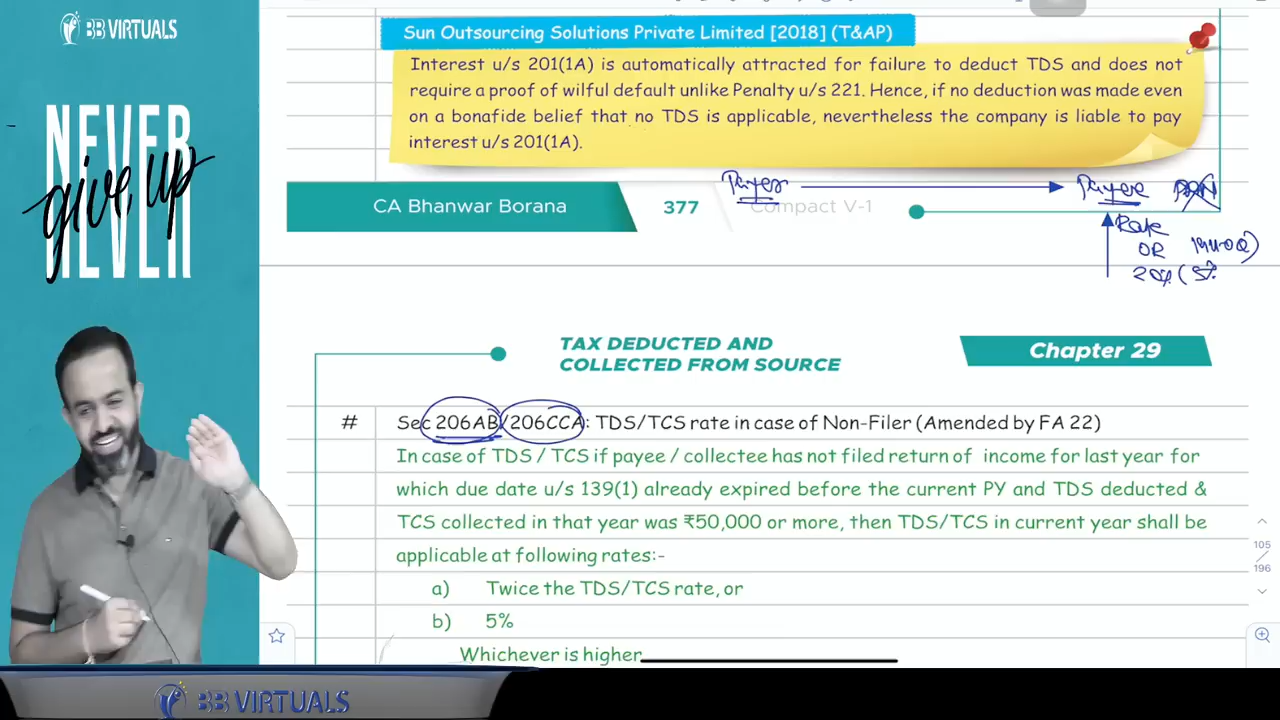 BB VIRTUALS
NEVER
give up
NEVER
Sun Outsourcing Solutions Private Limited [2018] (T&AP)
Interest u/s 201(1A) is automatically attracted for failure to deduct TDS and does not
require a proof of wilful default unlike Penalty u/s 221. Hence, if no deduction was made even
on a bonafide belief that no TDS is applicable, nevertheless the company is liable to pay
interest u/s 201(1A).
Payer
Payee PAN
CA Bhanwar Borana
377
Compact V-1
Rate
OR
20% (5%
194-O Q)
TAX DEDUCTED AND
COLLECTED FROM SOURCE
Chapter 29
# Sec 206AB/206CCA: TDS/TCS rate in case of Non-Filer (Amended by FA 22)
In case of TDS / TCS if payee / collectee has not filed return of income for last year for
which due date u/s 139(1) already expired before the current PY and TDS deducted &
TCS collected in that year was ₹50,000 or more, then TDS/TCS in current year shall be
applicable at following rates:-
a) Twice the TDS/TCS rate, or
b) 5%
Whichever is higher
105
196
BB VIRTUALS